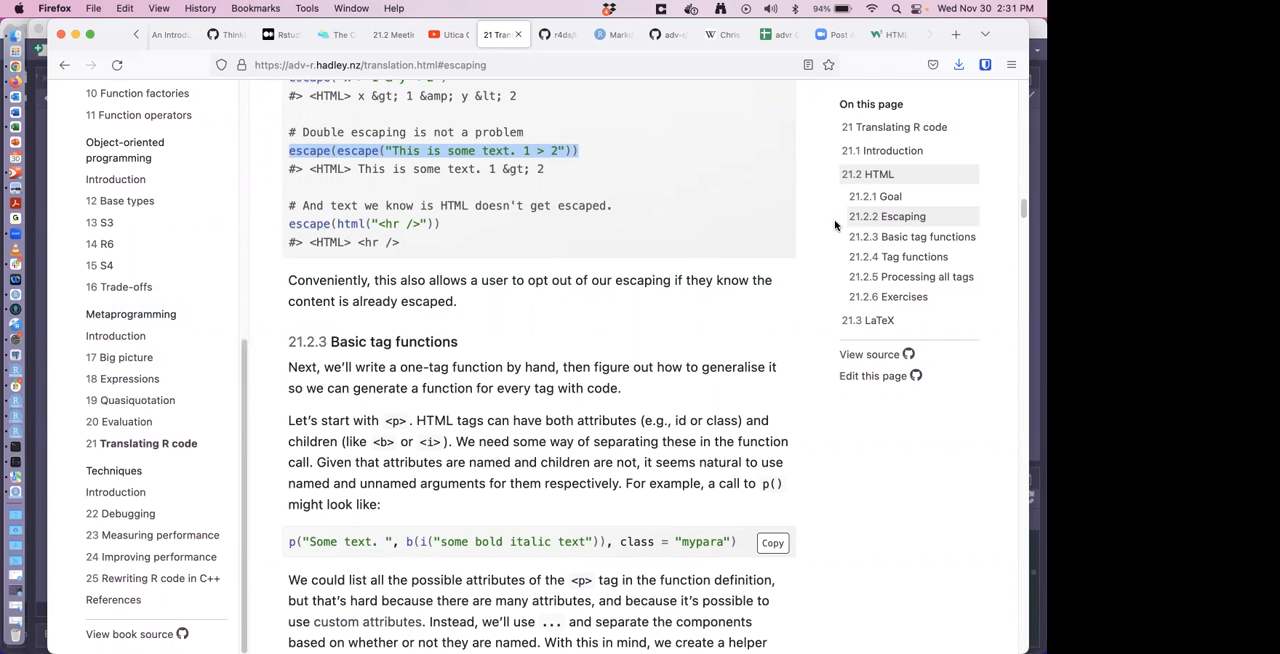 Firefox File Edit View History Bookmarks Tools Window Help 94% Wed Nov 30 2:31 PM
An Introdu Think Rstud The C 21.2 Meetin Utica C 21 Tran r4ds/b Mark adv-r Chris advr C Post A HTML
https://adv-r.hadley.nz/translation.html#escaping
10 Function factories
11 Function operators
Object-oriented
programming
Introduction
12 Base types
13 S3
14 R6
15 S4
16 Trade-offs
Metaprogramming
Introduction
17 Big picture
18 Expressions
19 Quasiquotation
20 Evaluation
21 Translating R code
Techniques
Introduction
22 Debugging
23 Measuring performance
24 Improving performance
25 Rewriting R code in C++
References
View book source
#> <HTML> x &gt; 1 &amp; y &lt; 2
# Double escaping is not a problem
escape(escape("This is some text. 1 > 2"))
#> <HTML> This is some text. 1 &gt; 2
# And text we know is HTML doesn't get escaped.
escape(html("<hr />"))
#> <HTML> <hr />
Conveniently, this also allows a user to opt out of our escaping if they know the
content is already escaped.
21.2.3 Basic tag functions
Next, we'll write a one-tag function by hand, then figure out how to generalise it
so we can generate a function for every tag with code.
Let's start with <p>. HTML tags can have both attributes (e.g., id or class) and
children (like <b> or <i>). We need some way of separating these in the function
call. Given that attributes are named and children are not, it seems natural to use
named and unnamed arguments for them respectively. For example, a call to p()
might look like:
p("Some text. ", b(i("some bold italic text")), class = "mypara")
Copy
We could list all the possible attributes of the <p> tag in the function definition,
but that's hard because there are many attributes, and because it's possible to
use custom attributes. Instead, we'll use ... and separate the components
based on whether or not they are named. With this in mind, we create a helper
On this page
21 Translating R code
21.1 Introduction
21.2 HTML
21.2.1 Goal
21.2.2 Escaping
21.2.3 Basic tag functions
21.2.4 Tag functions
21.2.5 Processing all tags
21.2.6 Exercises
21.3 LaTeX
View source
Edit this page